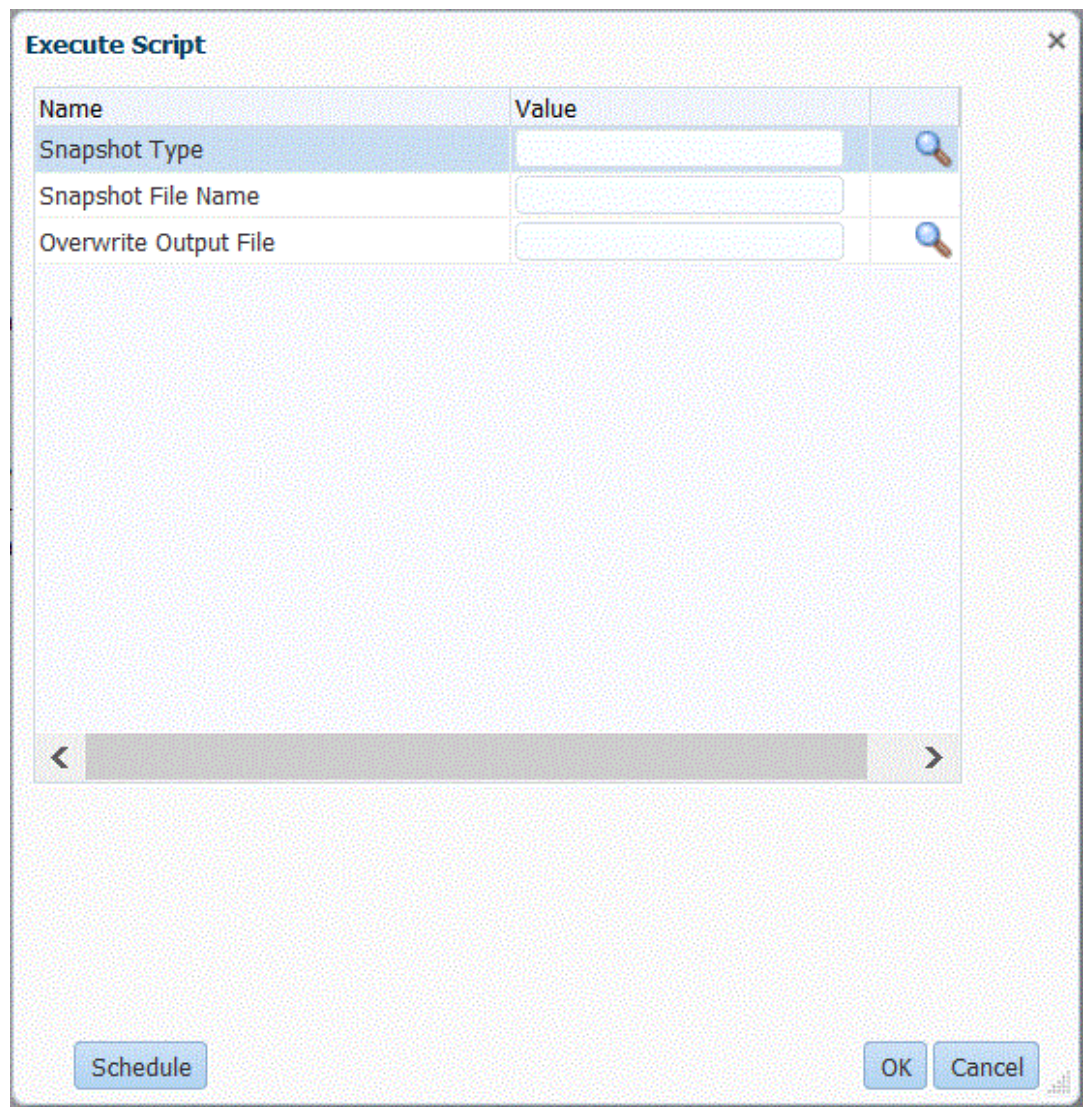 Execute Script
Name Value
Snapshot Type
Snapshot File Name
Overwrite Output File
Schedule OK Cancel